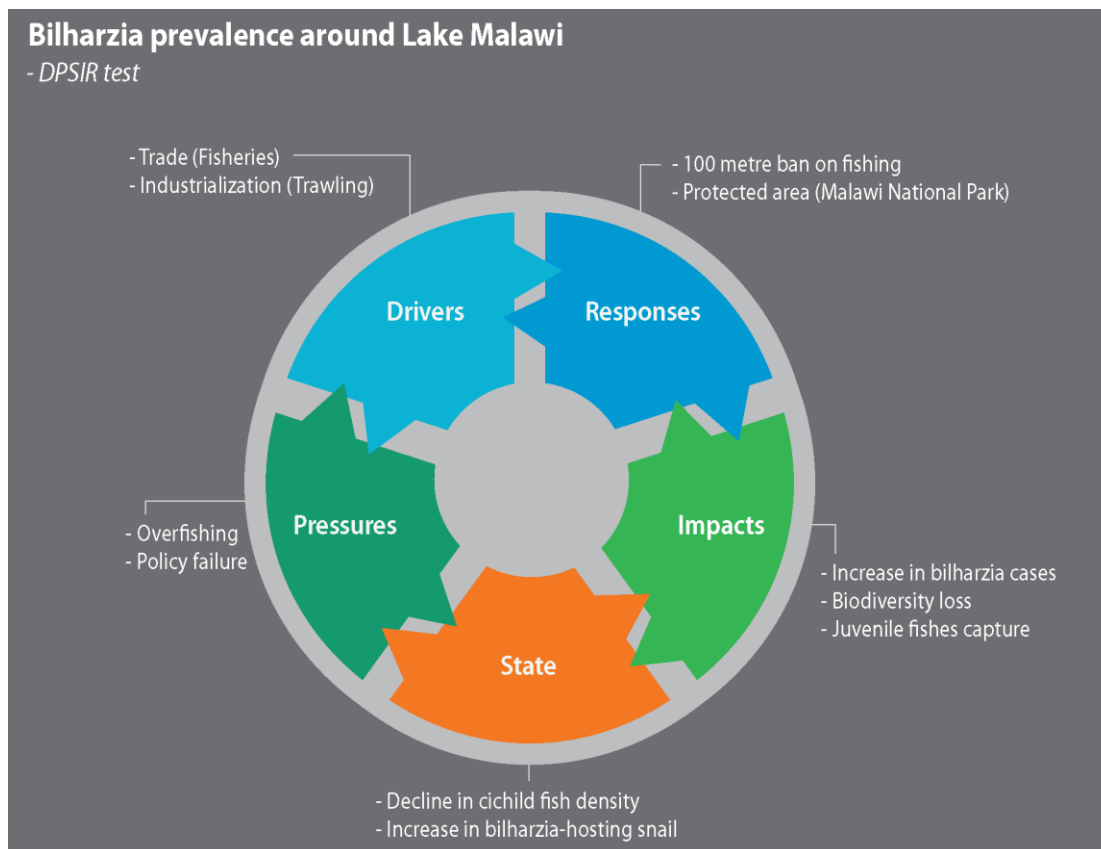 Bilharzia prevalence around Lake Malawi
- DPSIR test
- Trade (Fisheries)
- Industrialization (Trawling)
- 100 metre ban on fishing
- Protected area (Malawi National Park)
Drivers
Responses
Pressures
Impacts
- Overfishing
- Policy failure
- Increase in bilharzia cases
- Biodiversity loss
- Juvenile fishes capture
State
- Decline in cichild fish density
- Increase in bilharzia-hosting snail